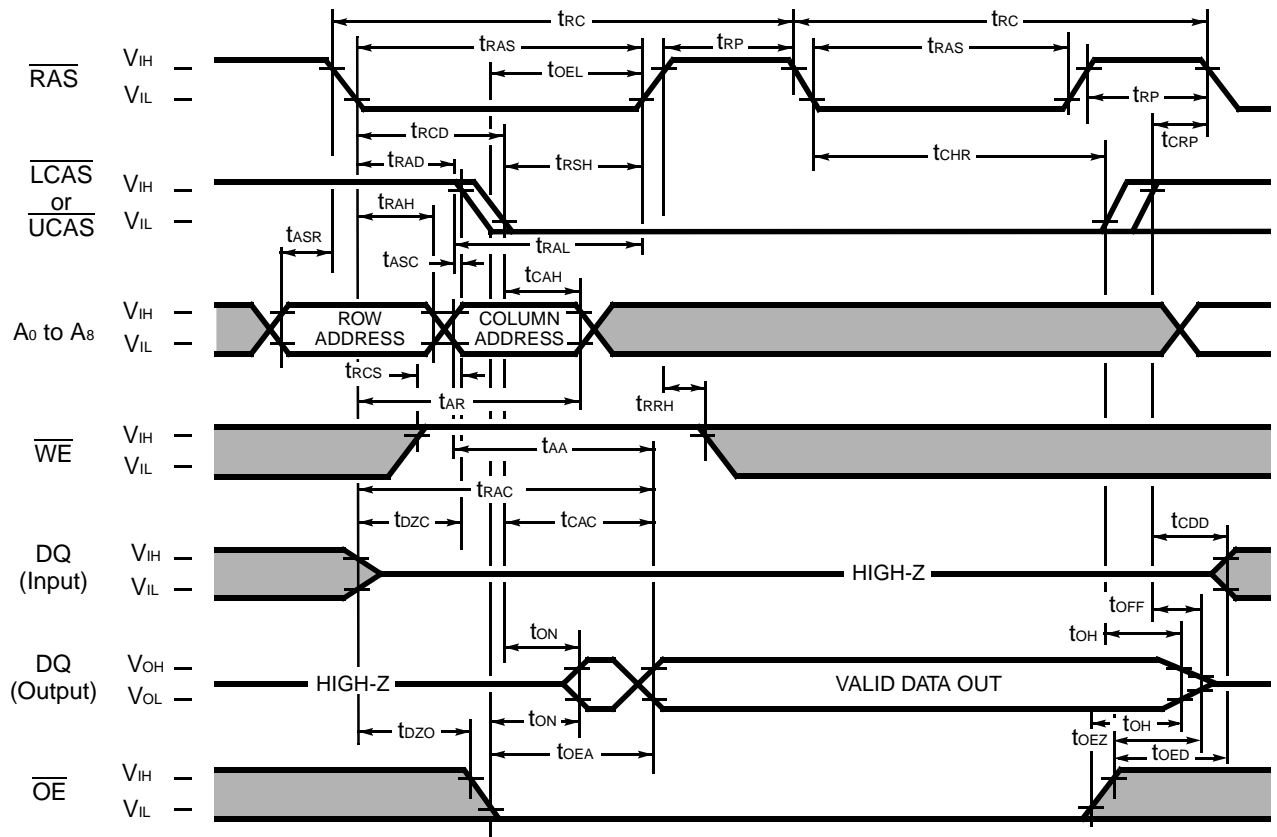 tRC tRC
tRAS tRP tRAS
RAS VIH
VIL
tOEL tRP
tRCD tCRP
tRAD tRSH tCHR
LCAS
or
UCAS
VIH
VIL
tRAH
tASR tRAL
tASC tCAH
A0 to A8 VIH
VIL
ROW
ADDRESS
COLUMN
ADDRESS
tRCS
tAR tRRH
WE VIH
VIL
tAA
tRAC
tDZC tCAC tCDD
DQ
(Input)
VIH
VIL
HIGH-Z
tOFF
tON tOH
DQ
(Output)
VOH
VOL
HIGH-Z VALID DATA OUT
tDZO tON tOH
tOEA tOEZ tOED
OE VIH
VIL